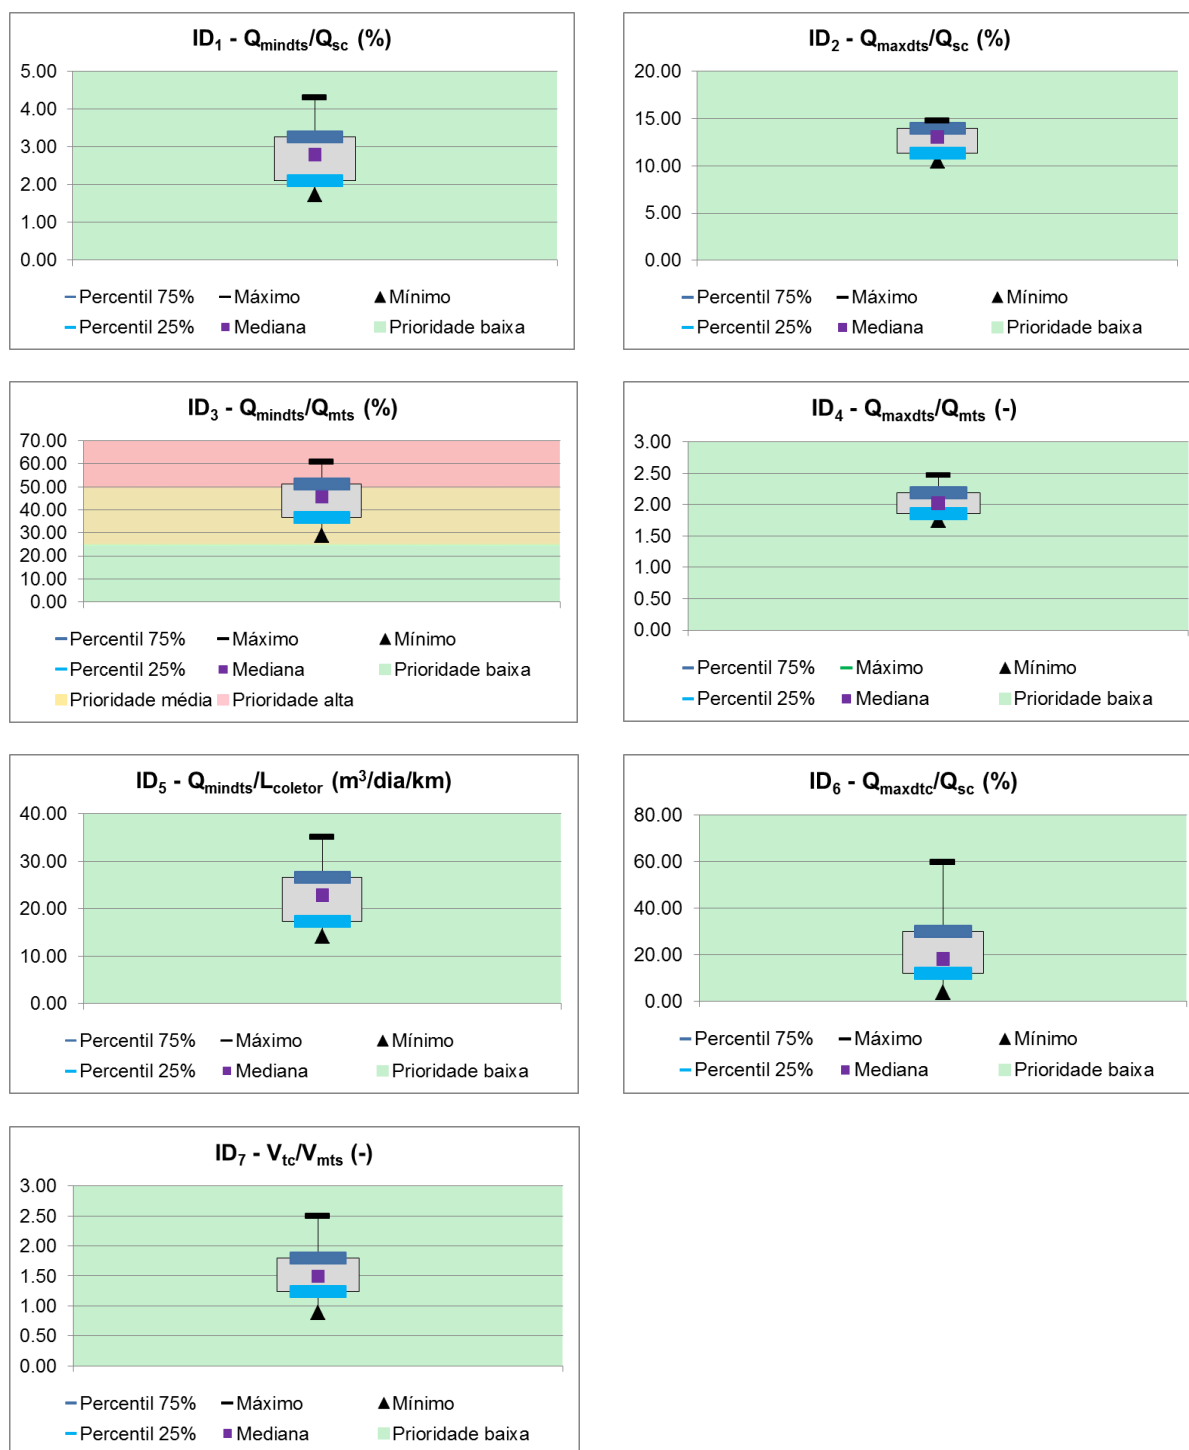 ID1 - Qmindts/Qsc (%)
5.00
4.00
3.00
2.00
1.00
0.00
Percentil 75% Máximo Mínimo
Percentil 25% Mediana Prioridade baixa
ID2 - Qmaxdts/Qsc (%)
20.00
15.00
10.00
5.00
0.00
Percentil 75% Máximo Mínimo
Percentil 25% Mediana Prioridade baixa
ID3 - Qmindts/Qmts (%)
70.00
60.00
50.00
40.00
30.00
20.00
10.00
0.00
Percentil 75% Máximo Mínimo
Percentil 25% Mediana Prioridade baixa
Prioridade média Prioridade alta
ID4 - Qmaxdts/Qmts (-)
3.00
2.50
2.00
1.50
1.00
0.50
0.00
Percentil 75% Máximo Mínimo
Percentil 25% Mediana Prioridade baixa
ID5 - Qmindts/Lcoletor (m³/dia/km)
40.00
30.00
20.00
10.00
0.00
Percentil 75% Máximo Mínimo
Percentil 25% Mediana Prioridade baixa
ID6 - Qmaxdtc/Qsc (%)
80.00
60.00
40.00
20.00
0.00
Percentil 75% Máximo Mínimo
Percentil 25% Mediana Prioridade baixa
ID7 - Vtc/Vmts (-)
3.00
2.50
2.00
1.50
1.00
0.50
0.00
Percentil 75% Máximo Mínimo
Percentil 25% Mediana Prioridade baixa